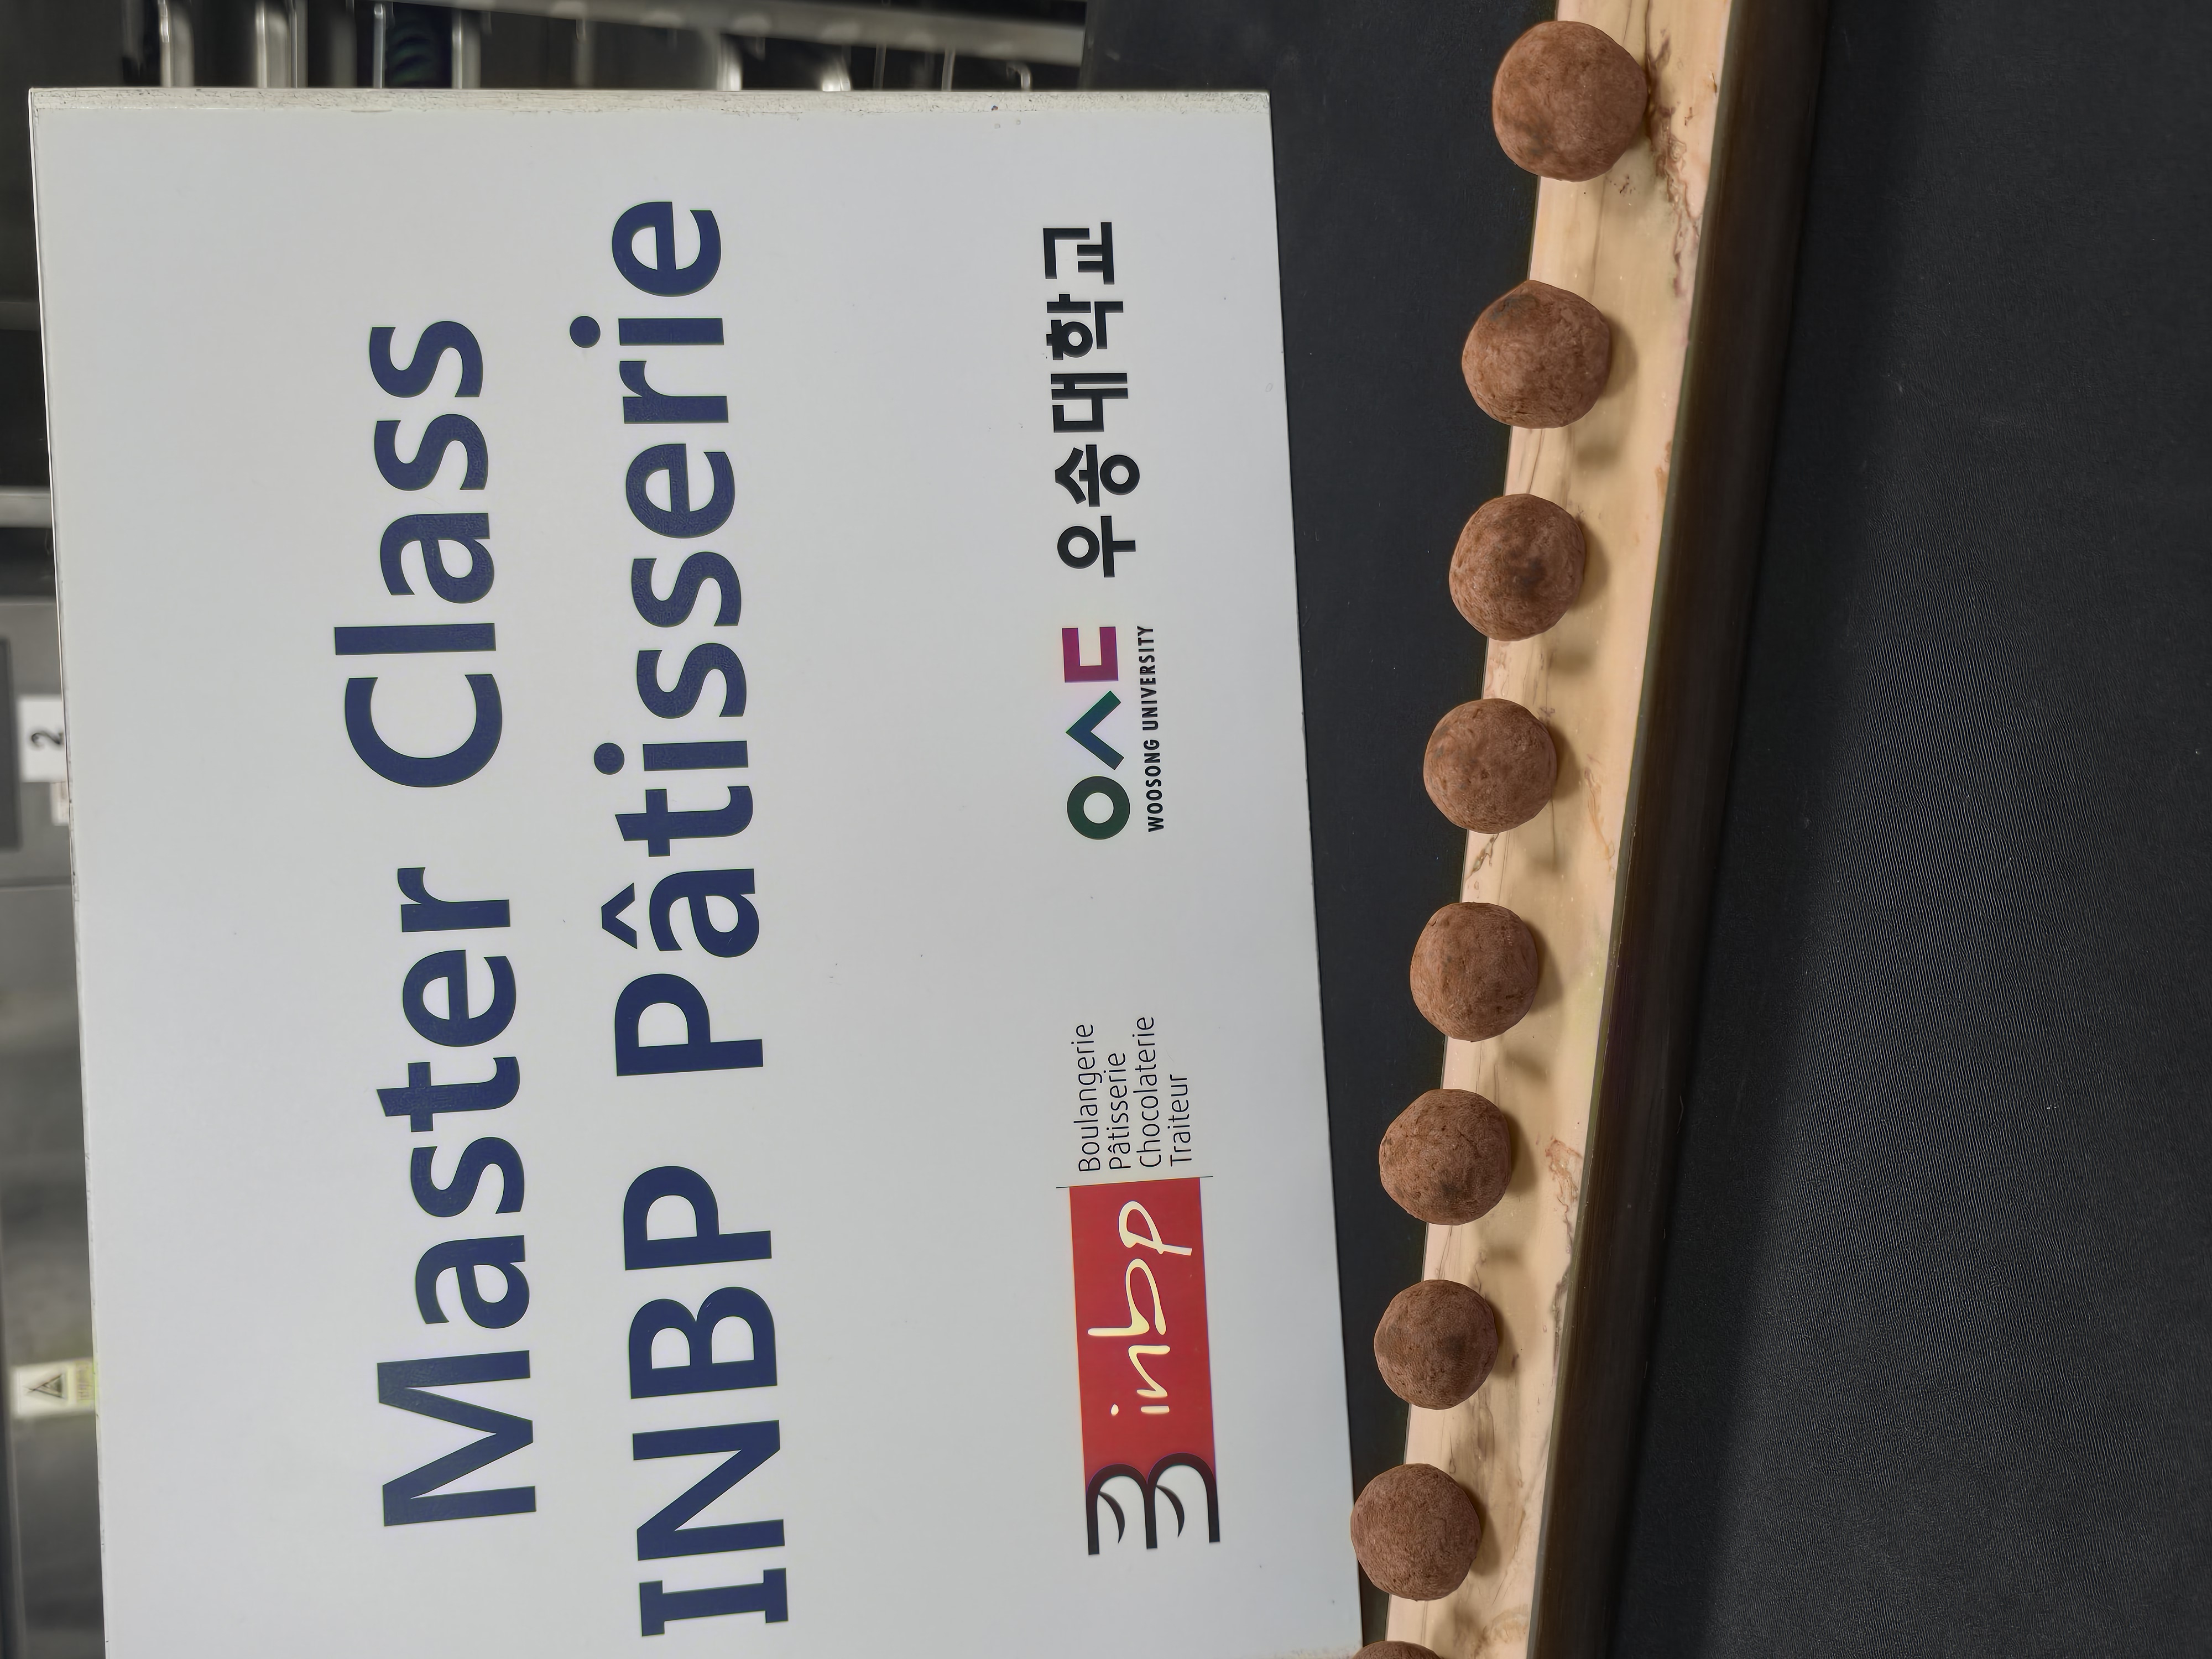 Master Class
INBP Pâtisserie
inbp
Boulangerie
Pâtisserie
Chocolaterie
Traiteur
WOOSONG UNIVERSITY
우송대학교
2